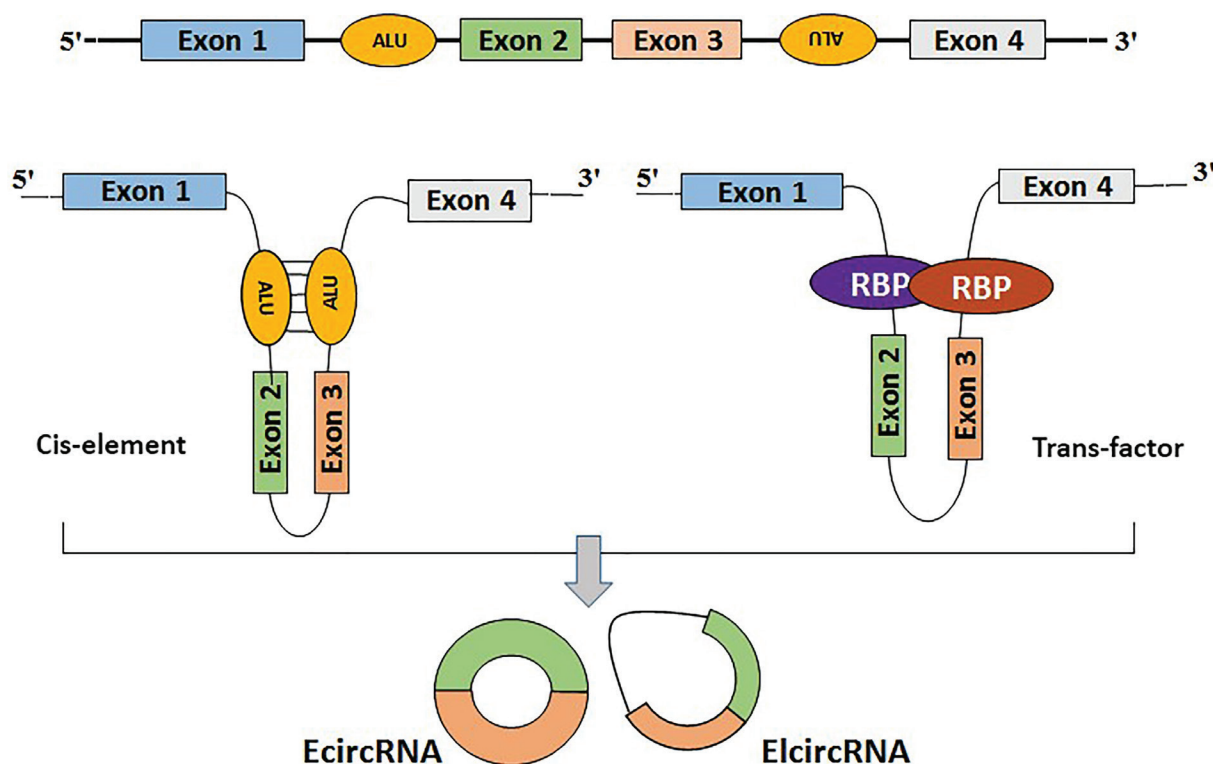 5' Exon 1 ALU Exon 2 Exon 3 ALU Exon 4 3'
5' Exon 1 Exon 4 3'
ALU ALU
Exon 2 Exon 3
Cis-element
5' Exon 1 Exon 4 3'
RBP RBP
Exon 2 Exon 3
Trans-factor
EcircRNA
ElcircRNA